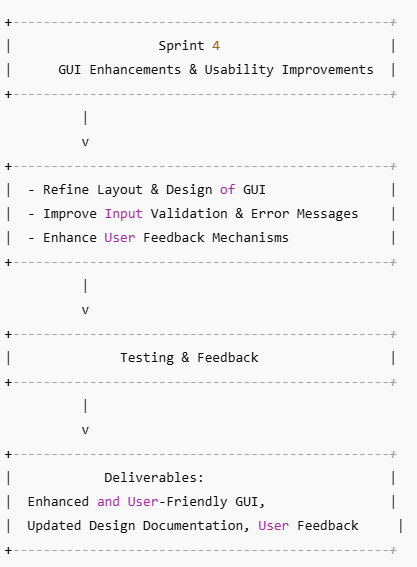 Sprint 4
GUI Enhancements & Usability Improvements
v
- Refine Layout & Design of GUI
- Improve Input Validation & Error Messages
- Enhance User Feedback Mechanisms
v
Testing & Feedback
v
Deliverables:
Enhanced and User-Friendly GUI,
Updated Design Documentation, User Feedback